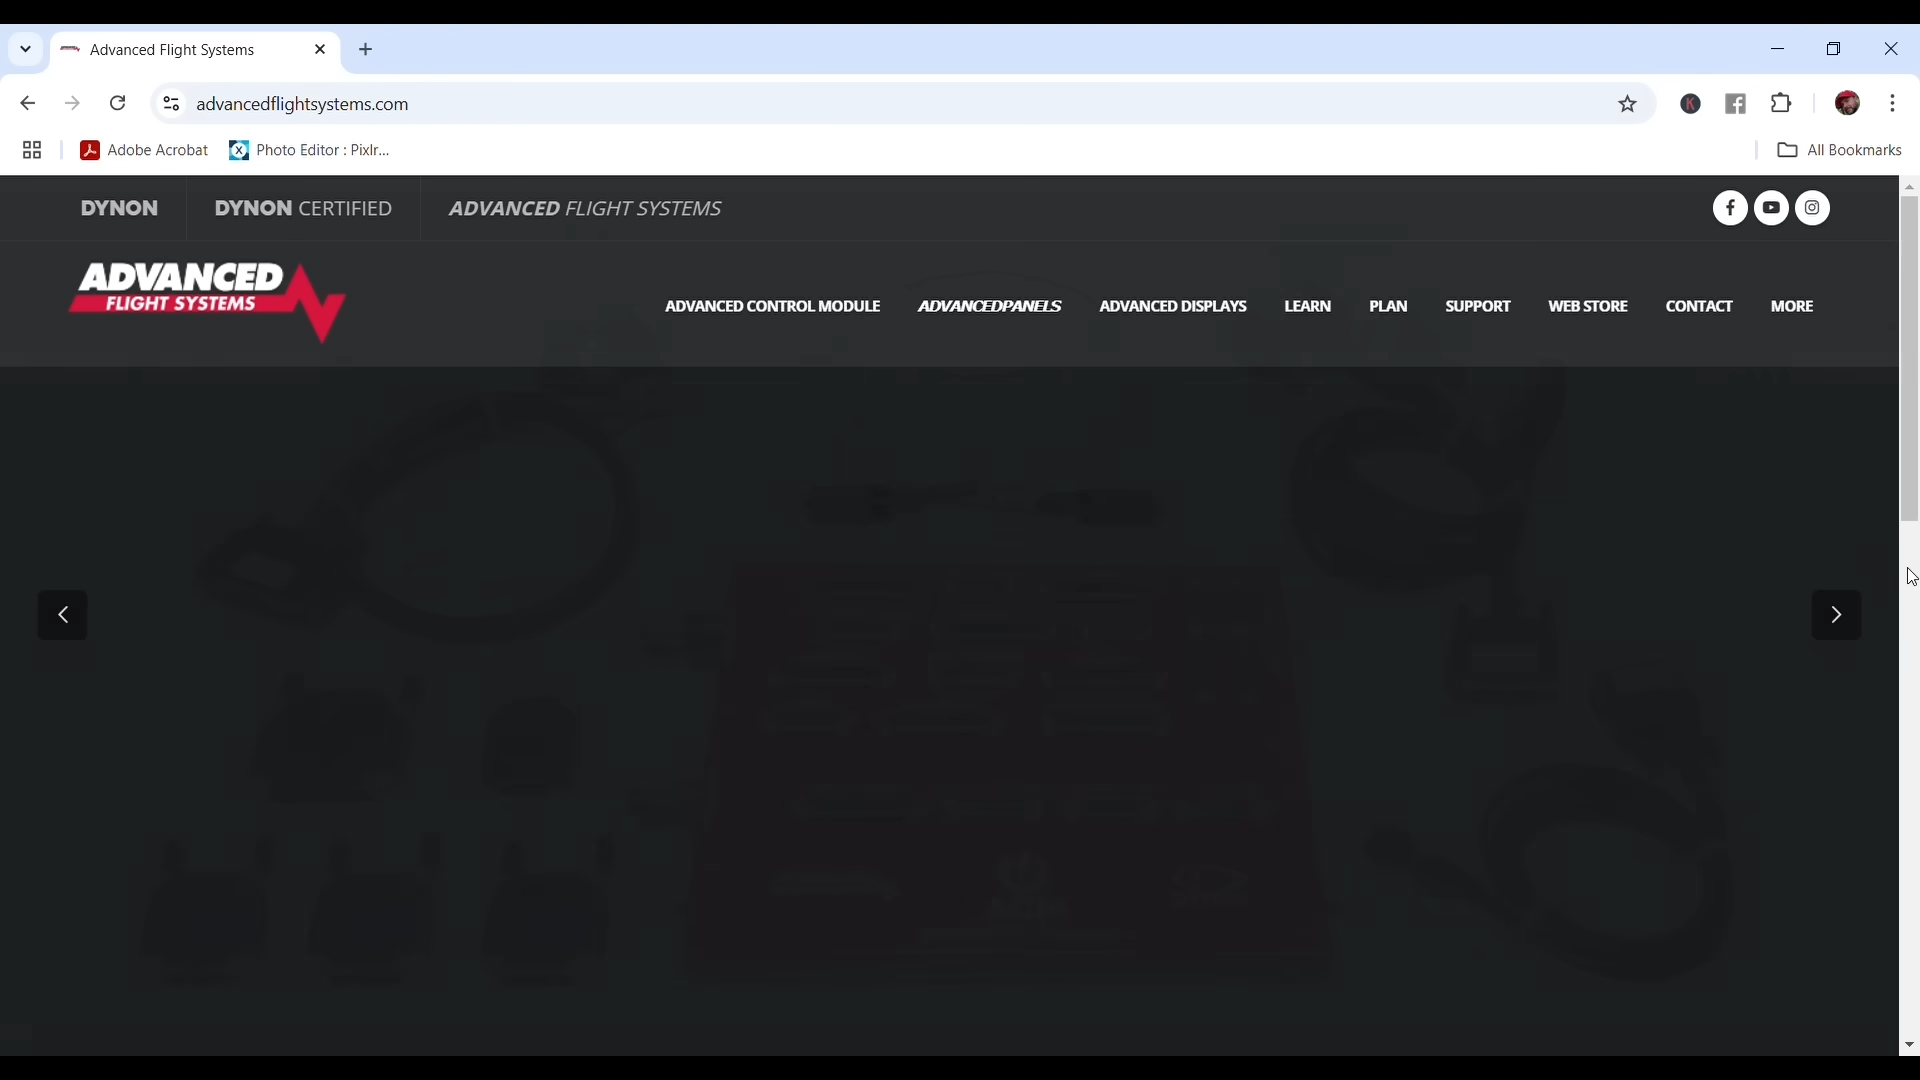 Advanced Flight Systems
advancedflightsystems.com
K
Adobe Acrobat
Photo Editor : Pixlr...
All Bookmarks
DYNON
DYNON CERTIFIED
ADVANCED FLIGHT SYSTEMS
ADVANCED
FLIGHT SYSTEMS
ADVANCED CONTROL MODULE
ADVANCEDPANELS
ADVANCED DISPLAYS
LEARN
PLAN
SUPPORT
WEB STORE
CONTACT
MORE